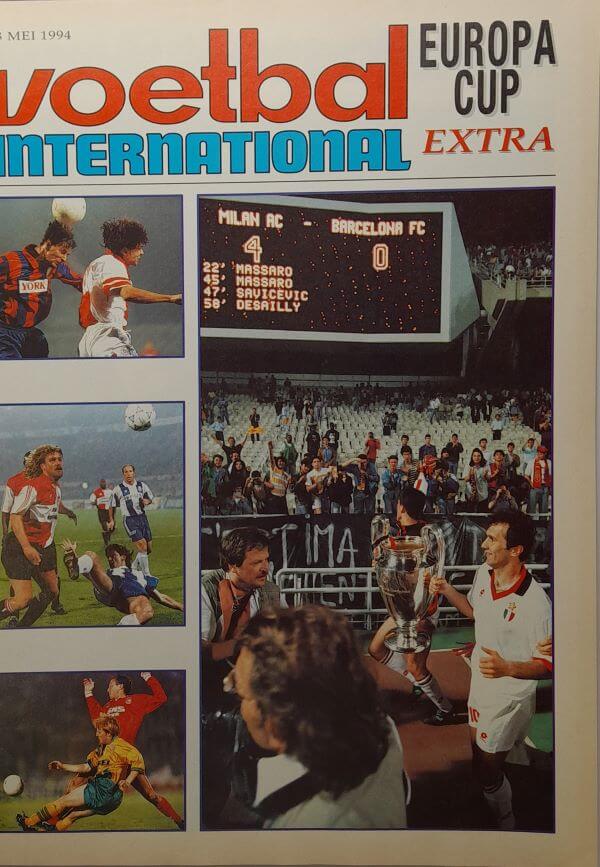 MEI 1994
voetbal
INTERNATIONAL
EUROPA
CUP
EXTRA
YORK
MILAN AC - BARCELONA FC
4 0
22' MASSARO
45' MASSARO
47' SAVICEVIC
58' DESAILLY
TIMA